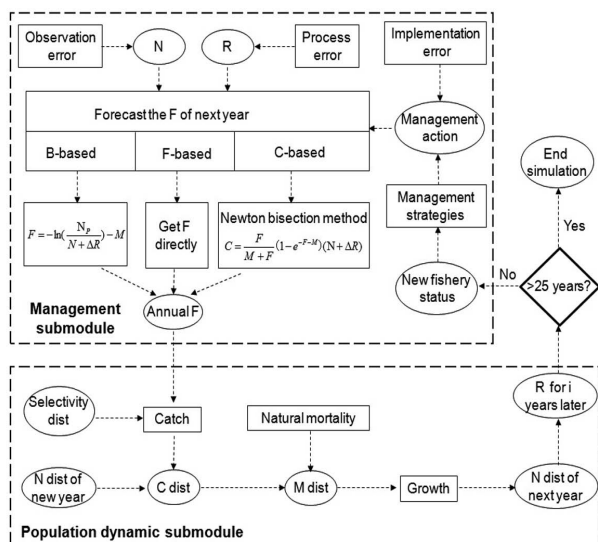 Observation error
N
R
Process error
Implementation error
Forecast the F of next year
B-based
F-based
C-based
Management action
End simulation
F = −ln(N_P / (N + ΔR)) − M
Get F directly
Newton bisection method
C = F / (M + F) (1 − e^{−F−M})(N + ΔR)
Management strategies
Yes
New fishery status
No
>25 years?
Management submodule
Annual F
Selectivity dist
Catch
Natural mortality
R for i years later
N dist of new year
C dist
M dist
Growth
N dist of next year
Population dynamic submodule